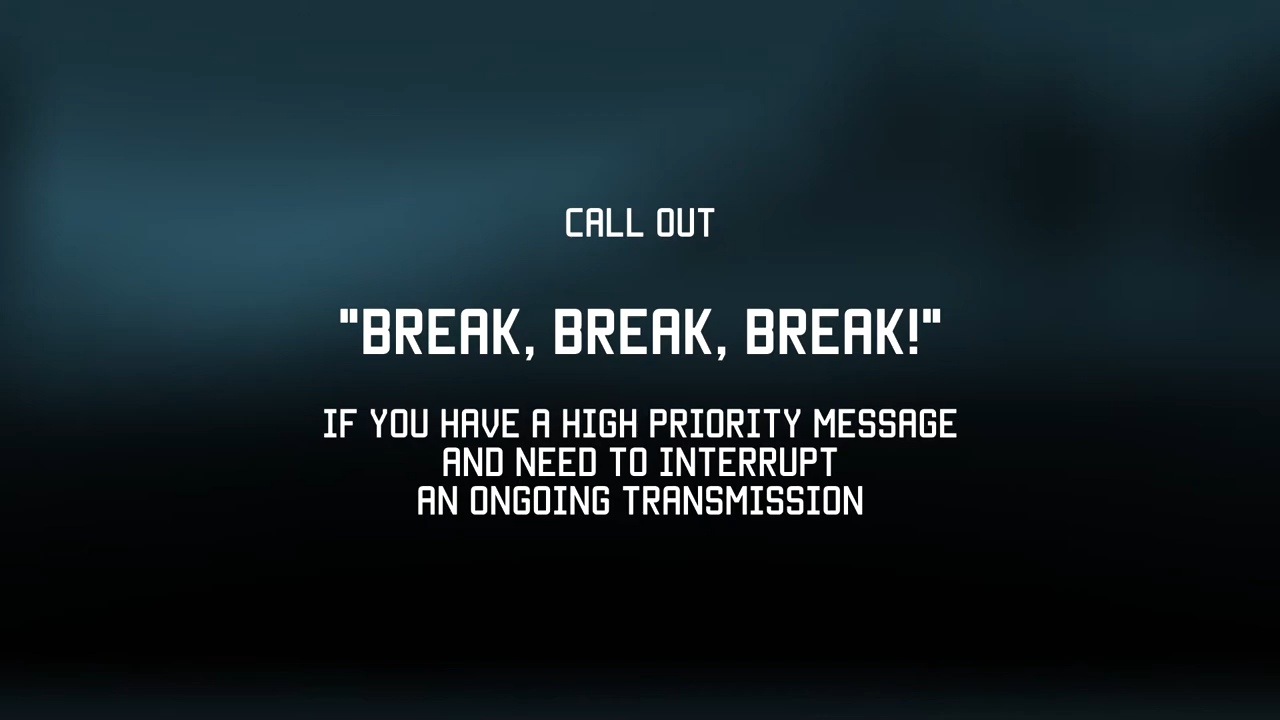 CALL OUT
"BREAK, BREAK, BREAK!"
IF YOU HAVE A HIGH PRIORITY MESSAGE
AND NEED TO INTERRUPT
AN ONGOING TRANSMISSION